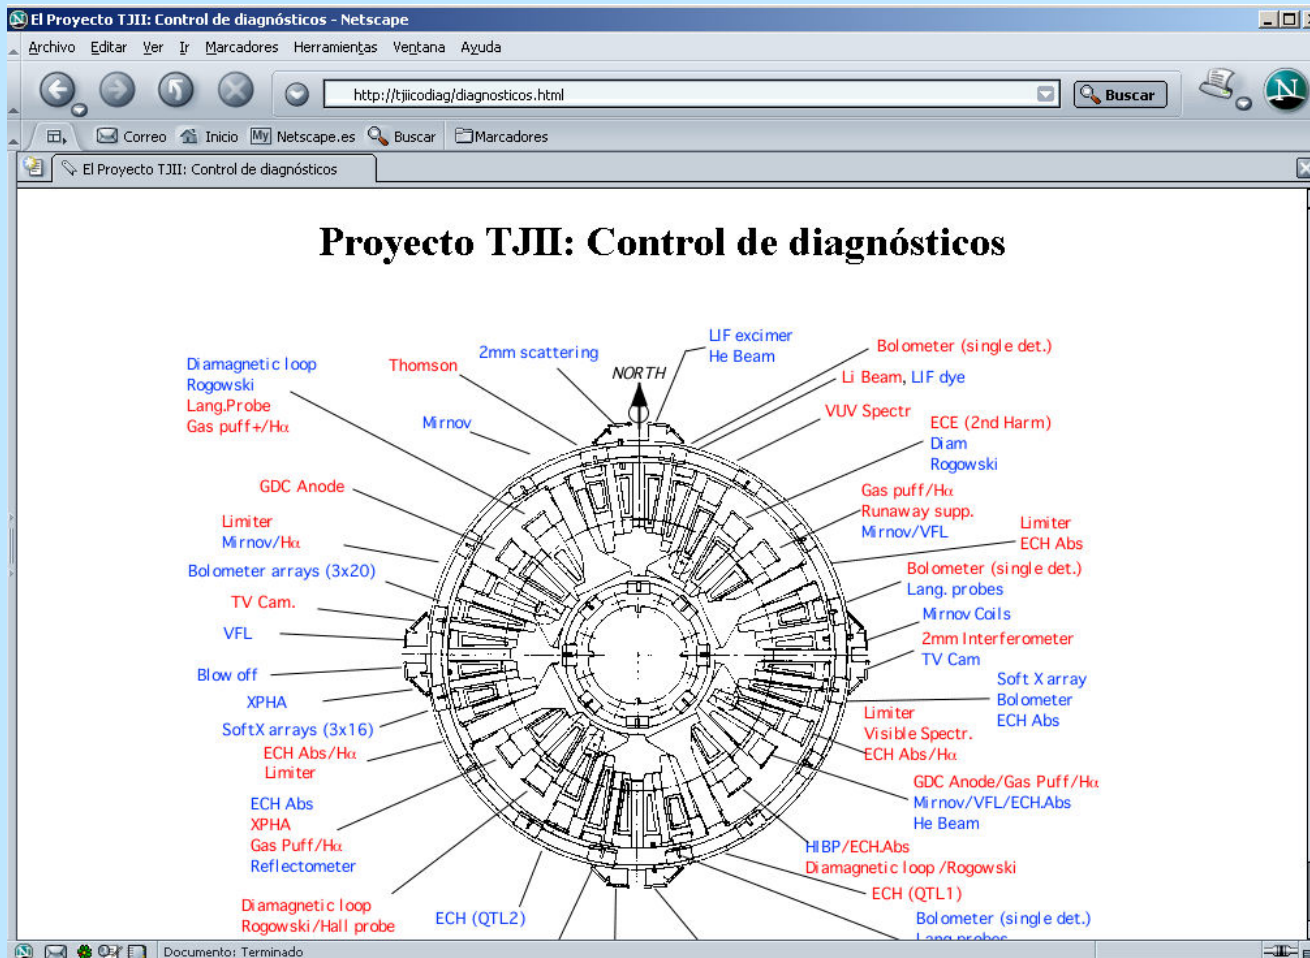 El Proyecto TJII: Control de diagnósticos - Netscape
Archivo Editar Ver Ir Marcadores Herramientas Ventana Ayuda
http://tjiicodiag/diagnosticos.html
Buscar
N
Correo Inicio My Netscape.es Buscar Marcadores
El Proyecto TJII: Control de diagnósticos
Proyecto TJII: Control de diagnósticos
LIF excimer
He Beam
2mm scattering
Bolometer (single det.)
Diamagnetic loop
Rogowski
Lang.Probe
Gas puff+/Hα
Thomson
NORTH
Li Beam, LIF dye
Mirnov
VUV Spectr
ECE (2nd Harm)
Diam
Rogowski
GDC Anode
Gas puff/Hα
Runaway supp.
Mirnov/VFL
Limiter
Mirnov/Hα
Limiter
ECH Abs
Bolometer arrays (3x20)
Bolometer (single det.)
Lang. probes
TV Cam.
Mirnov Coils
VFL
2mm Interferometer
TV Cam
Blow off
Soft X array
Bolometer
ECH Abs
XPHA
SoftX arrays (3x16)
Limiter
Visible Spectr.
ECH Abs/Hα
ECH Abs/Hα
Limiter
GDC Anode/Gas Puff/Hα
Mirnov/VFL/ECH.Abs
He Beam
ECH Abs
XPHA
Gas Puff/Hα
Reflectometer
HIBP/ECH.Abs
Diamagnetic loop /Rogowski
ECH (QTL1)
Diamagnetic loop
Rogowski/Hall probe
ECH (QTL2)
Bolometer (single det.)
Lang probes
Documento: Terminado